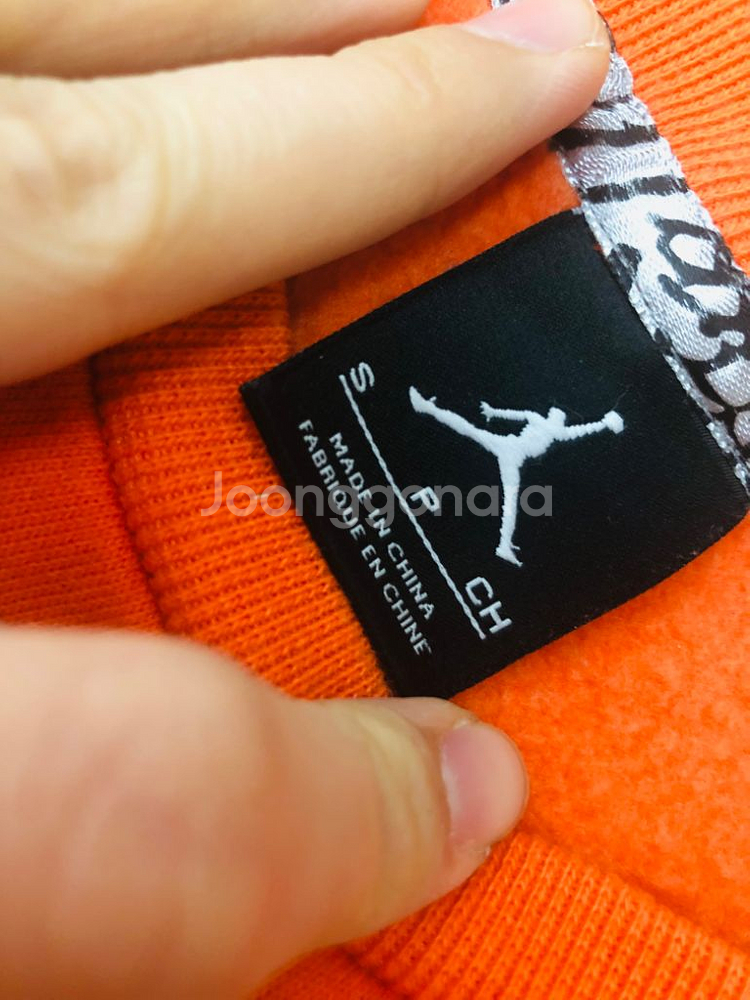 S P CH
MADE IN CHINA
FABRIQUE EN CHINE
Joonggonara